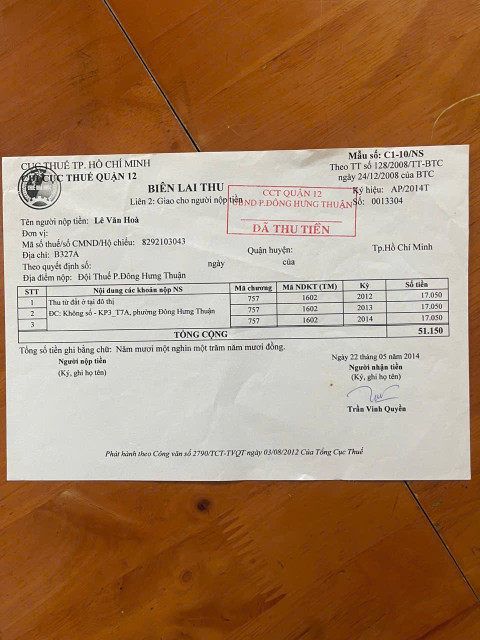 CỤC THUẾ TP. HỒ CHÍ MINH
CỤC THUẾ QUẬN 12
Mẫu số: C1-10/NS
Theo TT số 128/2008/TT-BTC
ngày 24/12/2008 của BTC
BIÊN LAI THU
Liên 2: Giao cho người nộp tiền
Ký hiệu: AP/2014T
Số: 0013304
CCT QUẬN 12
UBND P.ĐÔNG HƯNG THUẬN
ĐÃ THU TIỀN
Tên người nộp tiền: Lê Văn Hoà
Đơn vị:
Mã số thuế/số CMND/Hộ chiếu: 8292103043
Địa chỉ: B327A
Quận huyện:
Tp.Hồ Chí Minh
Theo quyết định số: ngày của
Địa điểm nộp: Đội Thuế P.Đông Hưng Thuận
STT Nội dung các khoản nộp NS Mã chương Mã NDKT (TM) Kỳ Số tiền
1 Thu từ đất ở tại đô thị 757 1602 2012 17.050
2 ĐC: Không số - KP3_T7A, phường Đông Hưng Thuận 757 1602 2013 17.050
3 757 1602 2014 17.050
TỔNG CỘNG 51.150
Tổng số tiền ghi bằng chữ: Năm mươi một nghìn một trăm năm mươi đồng.
Người nộp tiền
(Ký, ghi họ tên)
Ngày 22 tháng 05 năm 2014
Người nhận tiền
(Ký, ghi họ tên)
Trần Vinh Quyền
Phát hành theo Công văn số 2790/TCT-TVQT ngày 03/08/2012 Của Tổng Cục Thuế